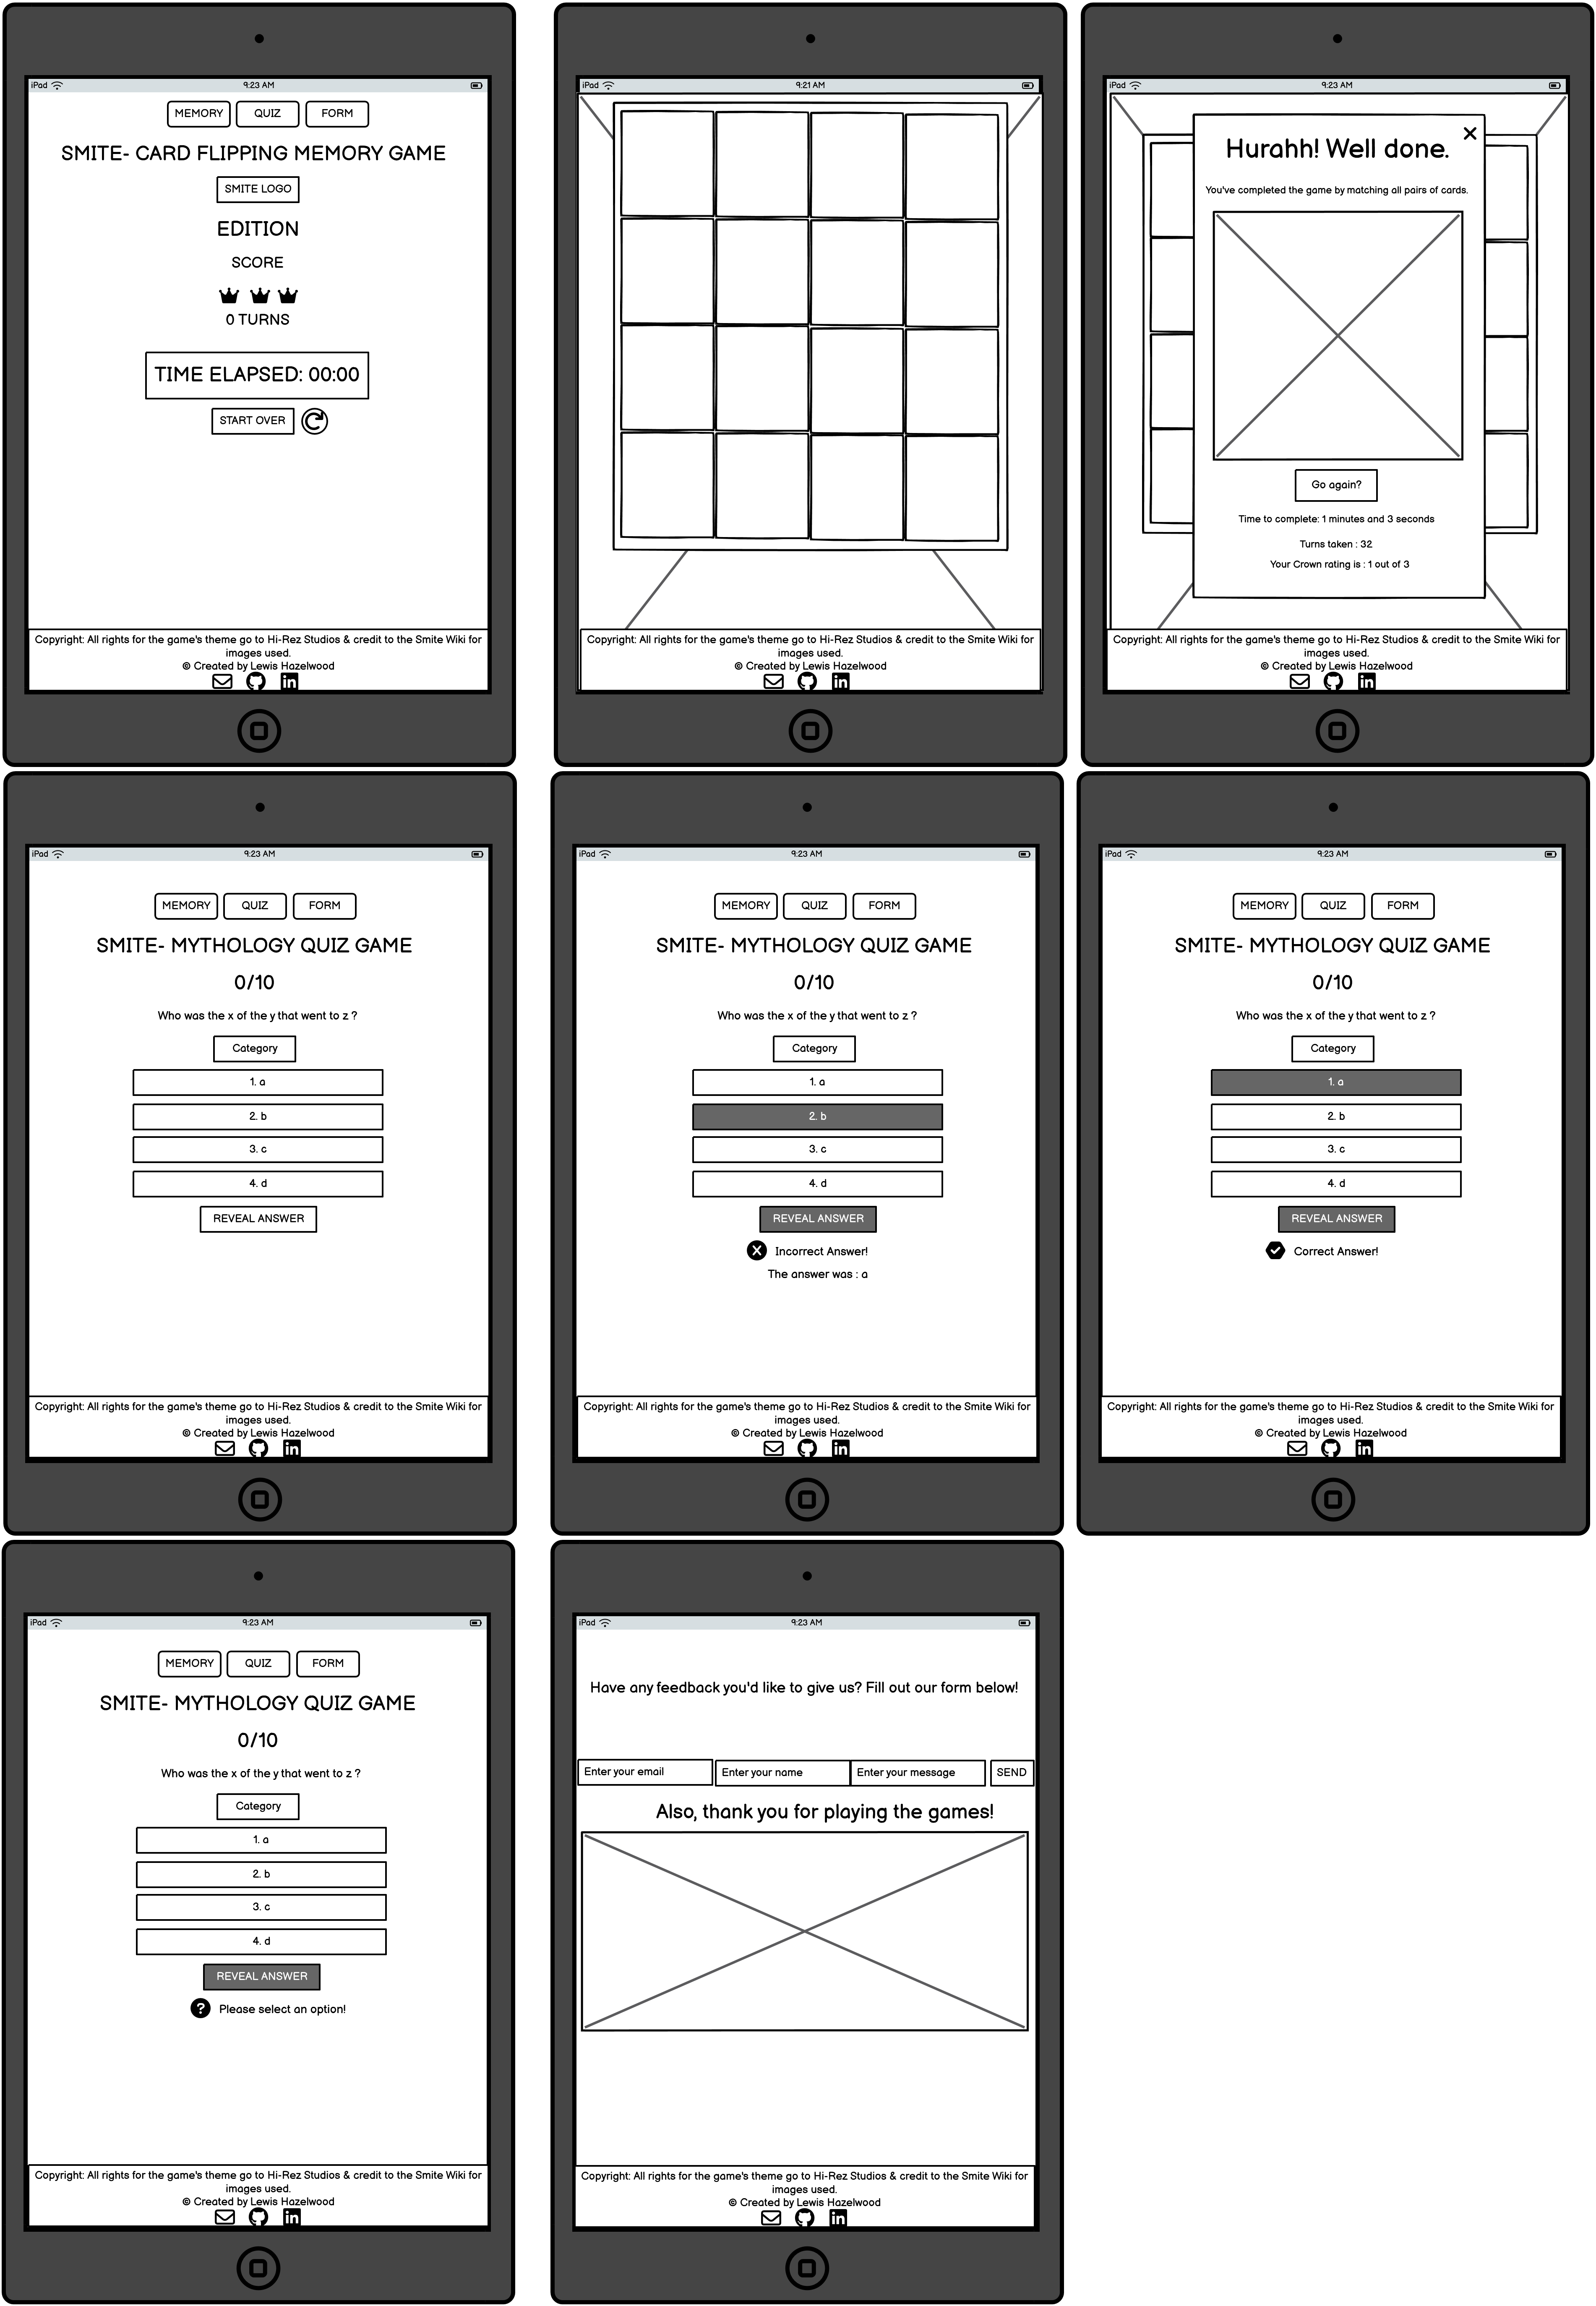 iPad
9:23 AM
MEMORY QUIZ FORM
SMITE- CARD FLIPPING MEMORY GAME
SMITE LOGO
EDITION
SCORE
0 TURNS
TIME ELAPSED: 00:00
START OVER
Copyright: All rights for the game's theme go to Hi-Rez Studios & credit to the Smite Wiki for
images used.
© Created by Lewis Hazelwood
in
iPad
9:21 AM
Copyright: All rights for the game's theme go to Hi-Rez Studios & credit to the Smite Wiki for
images used.
© Created by Lewis Hazelwood
in
iPad
9:23 AM
Hurahh! Well done.
You've completed the game by matching all pairs of cards.
Go again?
Time to complete: 1 minutes and 3 seconds
Turns taken : 32
Your Crown rating is : 1 out of 3
Copyright: All rights for the game's theme go to Hi-Rez Studios & credit to the Smite Wiki for
images used.
© Created by Lewis Hazelwood
in
iPad
9:23 AM
MEMORY QUIZ FORM
SMITE- MYTHOLOGY QUIZ GAME
0/10
Who was the x of the y that went to z ?
Category
1. a
2. b
3. c
4. d
REVEAL ANSWER
Copyright: All rights for the game's theme go to Hi-Rez Studios & credit to the Smite Wiki for
images used.
© Created by Lewis Hazelwood
in
iPad
9:23 AM
MEMORY QUIZ FORM
SMITE- MYTHOLOGY QUIZ GAME
0/10
Who was the x of the y that went to z ?
Category
1. a
2. b
3. c
4. d
REVEAL ANSWER
Incorrect Answer!
The answer was : a
Copyright: All rights for the game's theme go to Hi-Rez Studios & credit to the Smite Wiki for
images used.
© Created by Lewis Hazelwood
in
iPad
9:23 AM
MEMORY QUIZ FORM
SMITE- MYTHOLOGY QUIZ GAME
0/10
Who was the x of the y that went to z ?
Category
1. a
2. b
3. c
4. d
REVEAL ANSWER
Correct Answer!
Copyright: All rights for the game's theme go to Hi-Rez Studios & credit to the Smite Wiki for
images used.
© Created by Lewis Hazelwood
in
iPad
9:23 AM
MEMORY QUIZ FORM
SMITE- MYTHOLOGY QUIZ GAME
0/10
Who was the x of the y that went to z ?
Category
1. a
2. b
3. c
4. d
REVEAL ANSWER
? Please select an option!
Copyright: All rights for the game's theme go to Hi-Rez Studios & credit to the Smite Wiki for
images used.
© Created by Lewis Hazelwood
in
iPad
9:23 AM
Have any feedback you'd like to give us? Fill out our form below!
Enter your email Enter your name Enter your message SEND
Also, thank you for playing the games!
Copyright: All rights for the game's theme go to Hi-Rez Studios & credit to the Smite Wiki for
images used.
© Created by Lewis Hazelwood
in